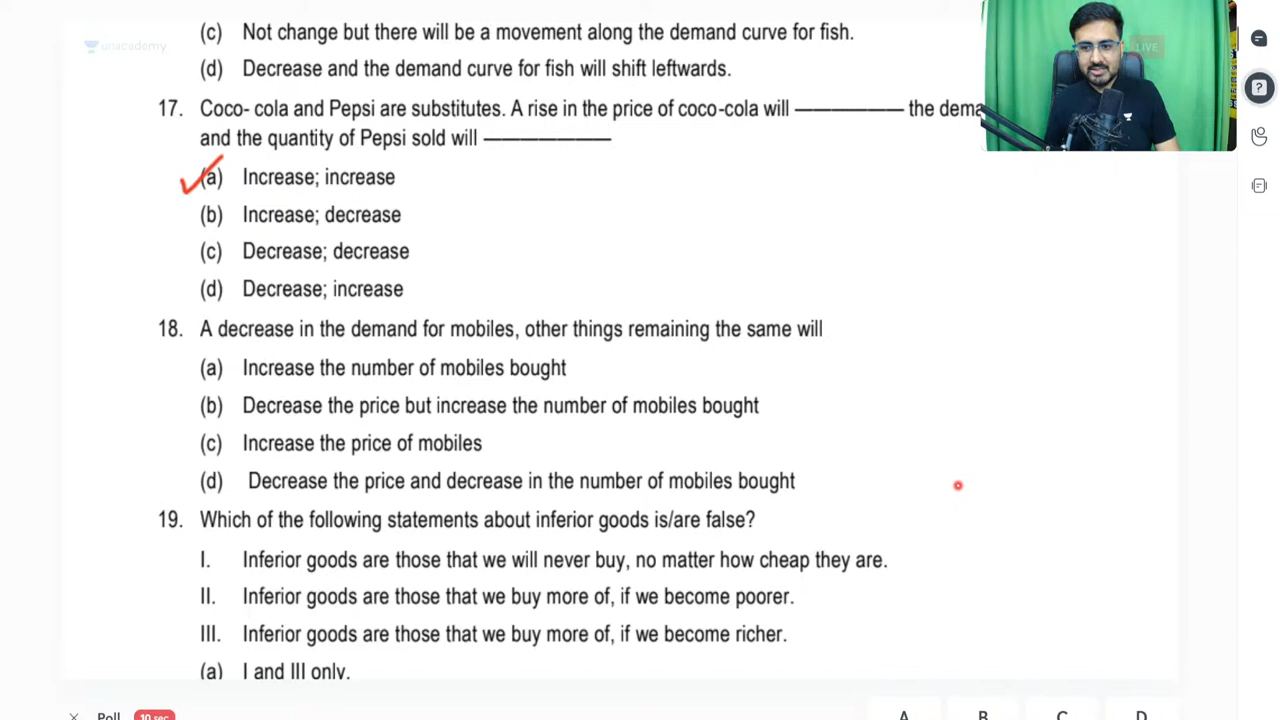 (c) Not change but there will be a movement along the demand curve for fish.
unacademy
LIVE
(d) Decrease and the demand curve for fish will shift leftwards.
17. Coco- cola and Pepsi are substitutes. A rise in the price of coco-cola will —————— the dema
and the quantity of Pepsi sold will ———————
(a) Increase; increase
(b) Increase; decrease
(c) Decrease; decrease
(d) Decrease; increase
18. A decrease in the demand for mobiles, other things remaining the same will
(a) Increase the number of mobiles bought
(b) Decrease the price but increase the number of mobiles bought
(c) Increase the price of mobiles
(d) Decrease the price and decrease in the number of mobiles bought
19. Which of the following statements about inferior goods is/are false?
I. Inferior goods are those that we will never buy, no matter how cheap they are.
II. Inferior goods are those that we buy more of, if we become poorer.
III. Inferior goods are those that we buy more of, if we become richer.
(a) I and III only.
Poll 10 sec A B C D